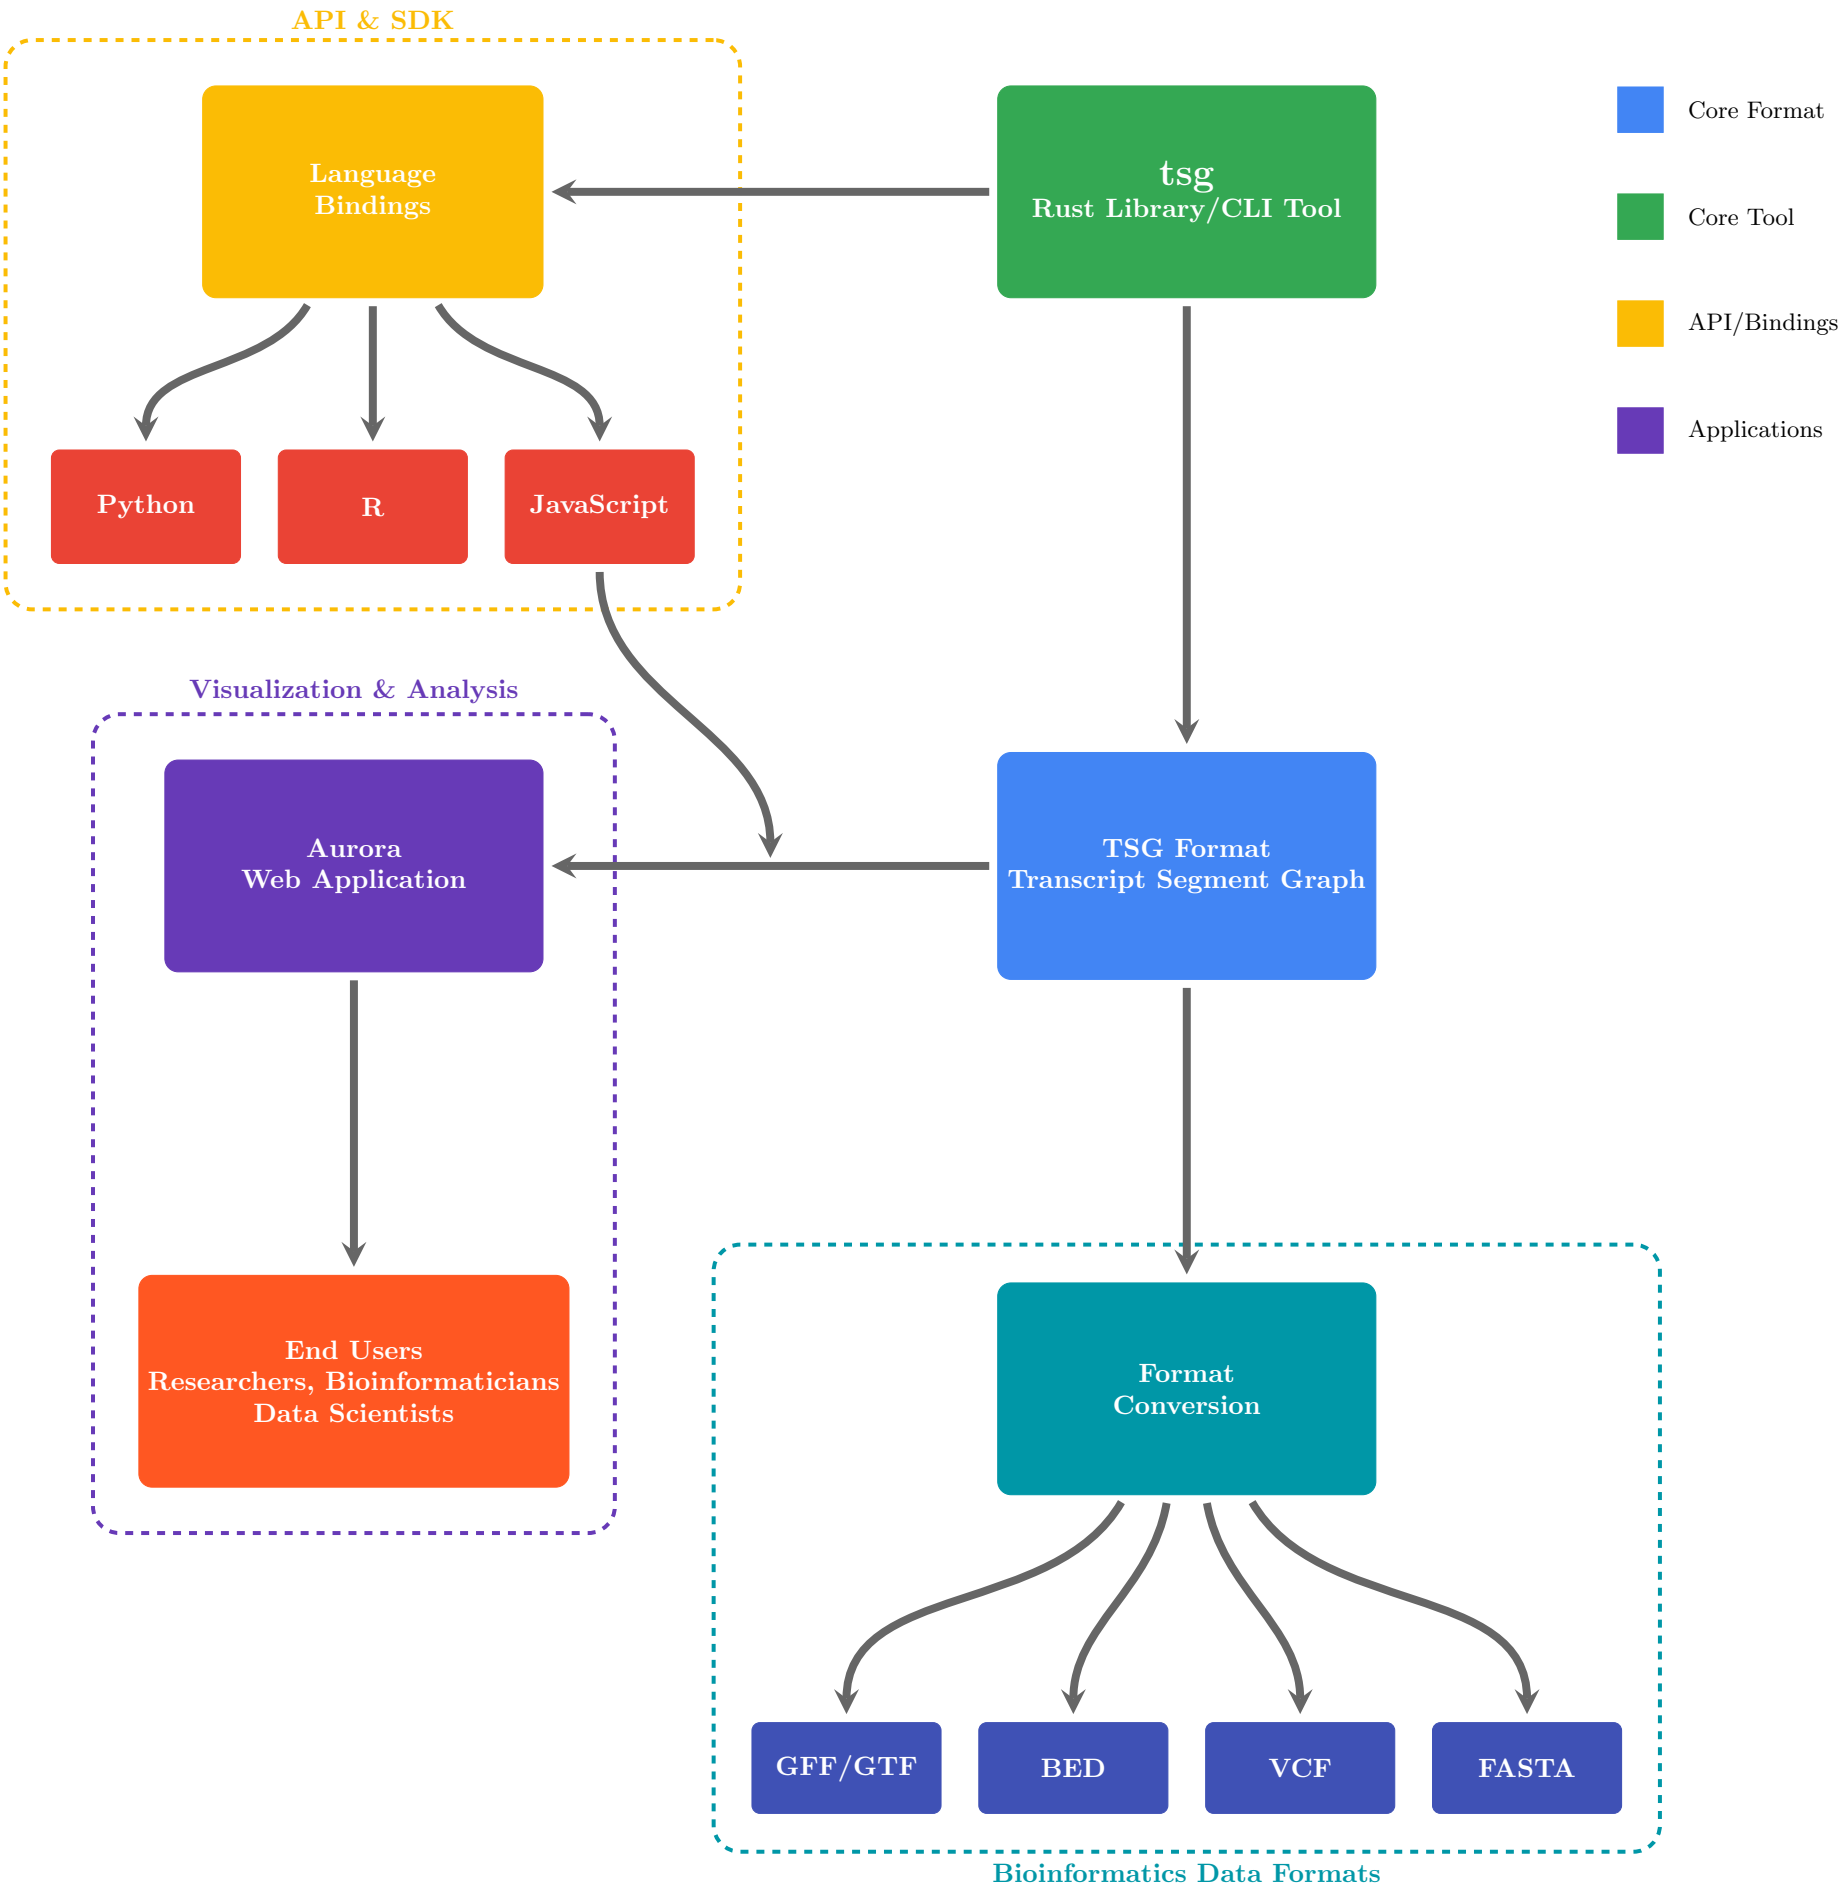 API & SDK
Language
Bindings
tsg
Rust Library/CLI Tool
Core Format
Core Tool
API/Bindings
Applications
Python
R
JavaScript
Visualization & Analysis
Aurora
Web Application
TSG Format
Transcript Segment Graph
End Users
Researchers, Bioinformaticians
Data Scientists
Format
Conversion
GFF/GTF
BED
VCF
FASTA
Bioinformatics Data Formats